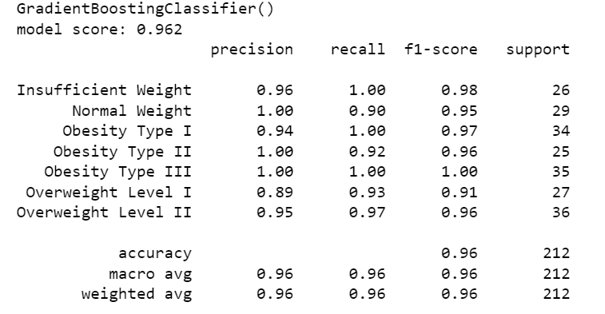 GradientBoostingClassifier()
model score: 0.962
precision recall f1-score support
Insufficient Weight 0.96 1.00 0.98 26
Normal Weight 1.00 0.90 0.95 29
Obesity Type I 0.94 1.00 0.97 34
Obesity Type II 1.00 0.92 0.96 25
Obesity Type III 1.00 1.00 1.00 35
Overweight Level I 0.89 0.93 0.91 27
Overweight Level II 0.95 0.97 0.96 36
accuracy 0.96 212
macro avg 0.96 0.96 0.96 212
weighted avg 0.96 0.96 0.96 212